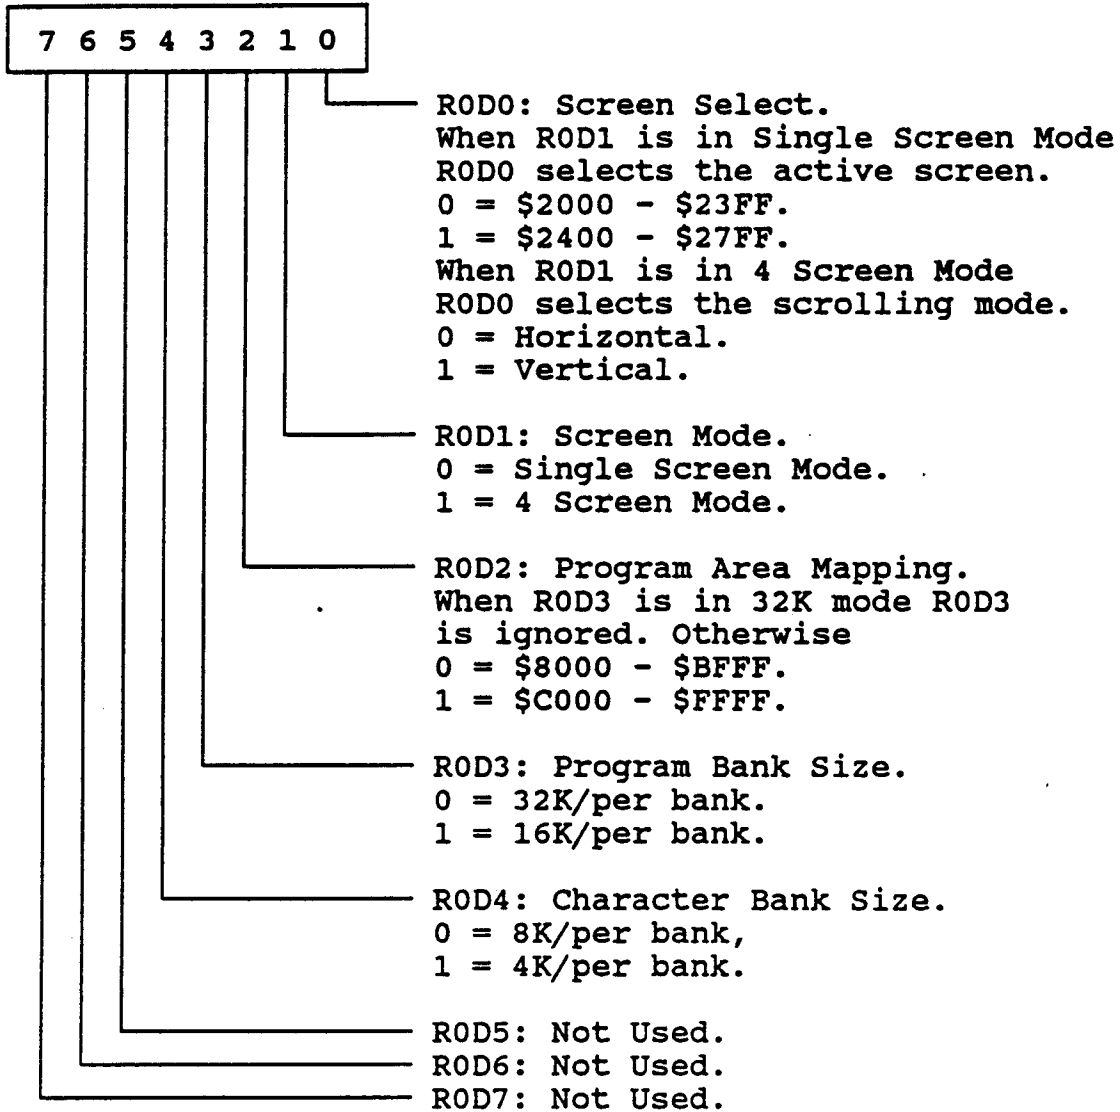 7 6 5 4 3 2 1 0
R0D0: Screen Select.
When R0D1 is in Single Screen Mode
R0D0 selects the active screen.
0 = $2000 - $23FF.
1 = $2400 - $27FF.
When R0D1 is in 4 Screen Mode
R0D0 selects the scrolling mode.
0 = Horizontal.
1 = Vertical.
R0D1: Screen Mode.
0 = Single Screen Mode.
1 = 4 Screen Mode.
R0D2: Program Area Mapping.
When R0D3 is in 32K mode R0D3
is ignored. Otherwise
0 = $8000 - $BFFF.
1 = $C000 - $FFFF.
R0D3: Program Bank Size.
0 = 32K/per bank.
1 = 16K/per bank.
R0D4: Character Bank Size.
0 = 8K/per bank,
1 = 4K/per bank.
R0D5: Not Used.
R0D6: Not Used.
R0D7: Not Used.